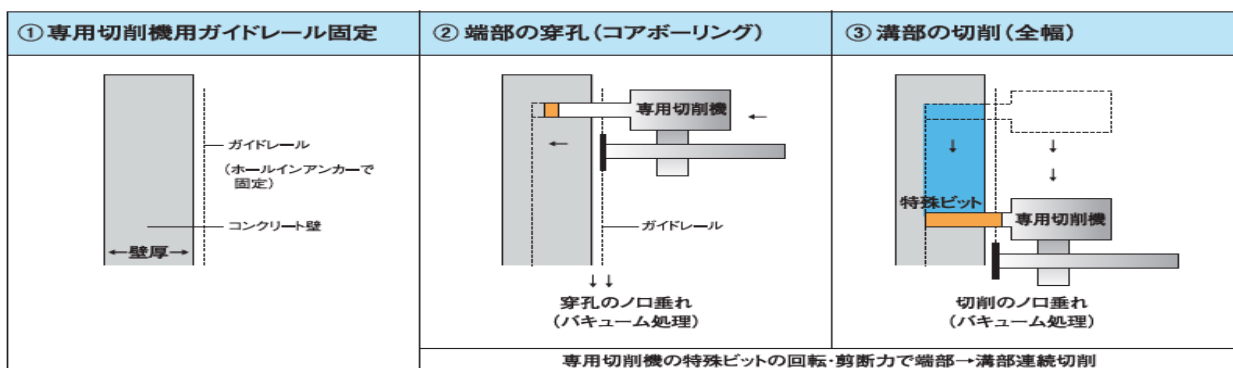 ①専用切削機用ガイドレール固定
②端部の穿孔(コアボーリング)
③溝部の切削(全幅)
ガイドレール
(ホールインアンカーで
固定)
コンクリート壁
←壁厚→
専用切削機
←
←
ガイドレール
↓↓
穿孔のノロ垂れ
(バキューム処理)
↓
↓
↓
特殊ビット
専用切削機
切削のノロ垂れ
(バキューム処理)
専用切削機の特殊ビットの回転・剪断力で端部→溝部連続切削